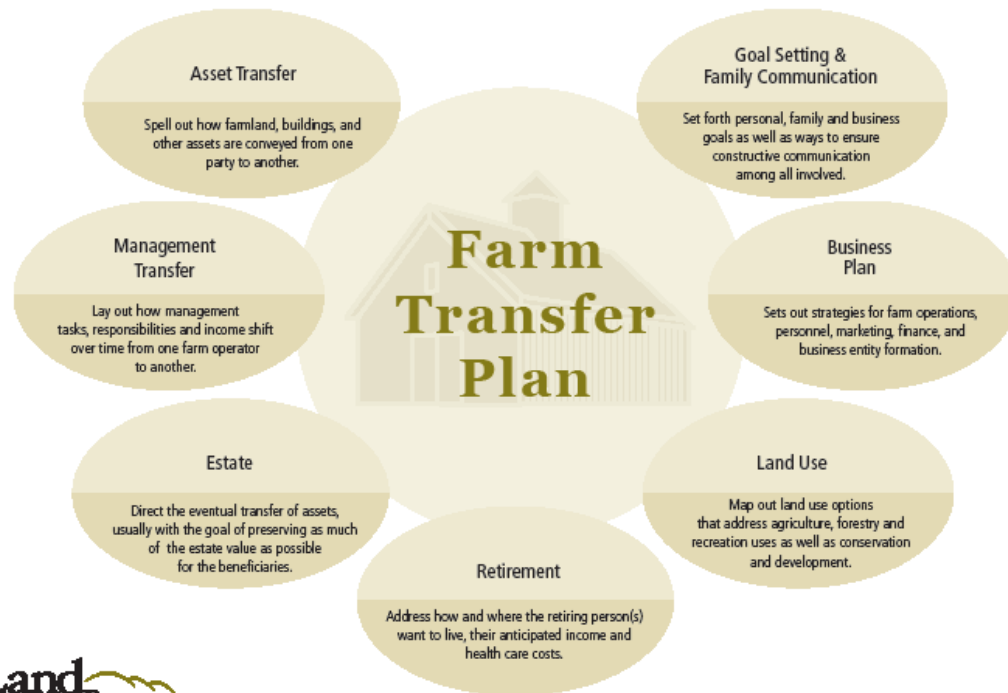 Farm
Transfer
Plan
Asset Transfer
Spell out how farmland, buildings, and
other assets are conveyed from one
party to another.
Goal Setting &
Family Communication
Set forth personal, family and business
goals as well as ways to ensure
constructive communication
among all involved.
Management
Transfer
Lay out how management
tasks, responsibilities and income shift
over time from one farm operator
to another.
Business
Plan
Sets out strategies for farm operations,
personnel, marketing, finance, and
business entity formation.
Estate
Direct the eventual transfer of assets,
usually with the goal of preserving as much
of the estate value as possible
for the beneficiaries.
Land Use
Map out land use options
that address agriculture, forestry and
recreation uses as well as conservation
and development.
Retirement
Address how and where the retiring person(s)
want to live, their anticipated income and
health care costs.
Land